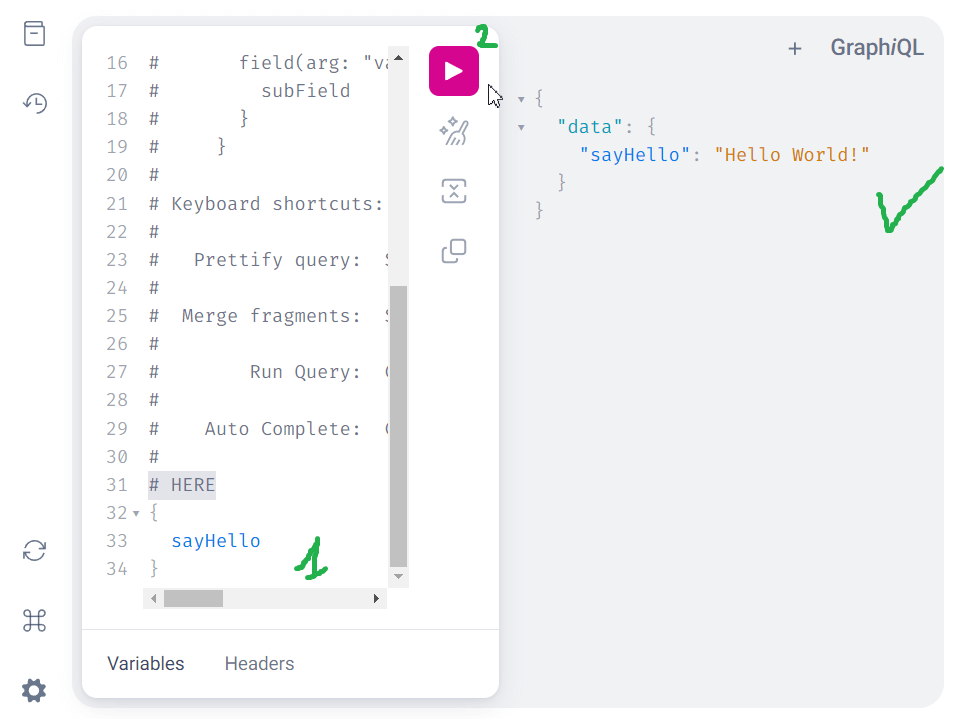 16 #       field(arg: "va
17 #         subField
18 #       }
19 #     }
20 #
21 # Keyboard shortcuts:
22 #
23 #   Prettify query:
24 #
25 #  Merge fragments:
26 #
27 #        Run Query:
28 #
29 #    Auto Complete:
30 #
31 # HERE
32 {
33   sayHello
34 }
1
Variables Headers
2
+ GraphiQL
{
  "data": {
    "sayHello": "Hello World!"
  }
}